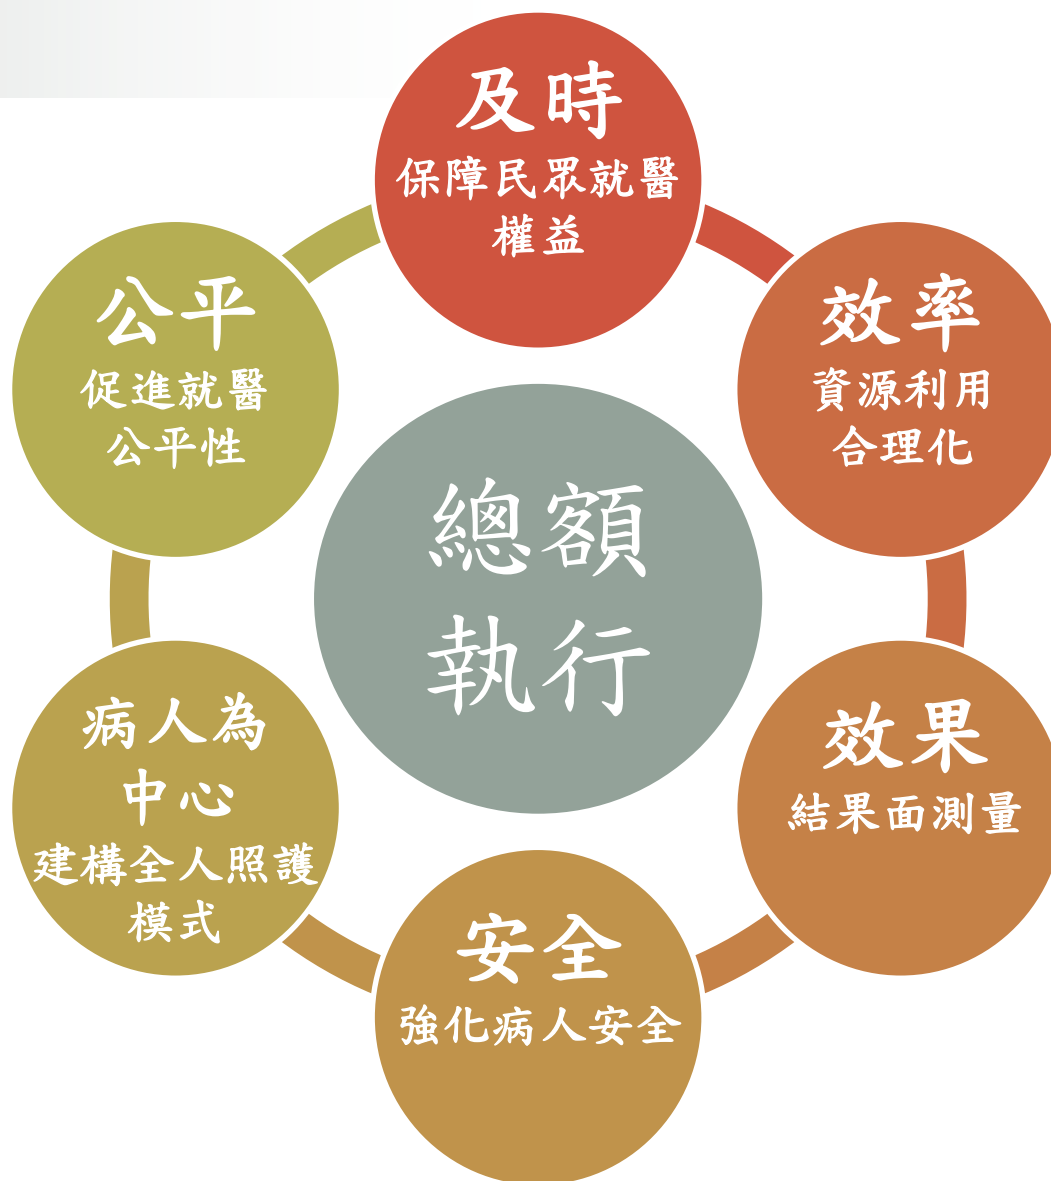 及時
保障民眾就醫
權益
效率
資源利用
合理化
效果
結果面測量
安全
強化病人安全
病人為
中心
建構全人照護
模式
公平
促進就醫
公平性
總額
執行